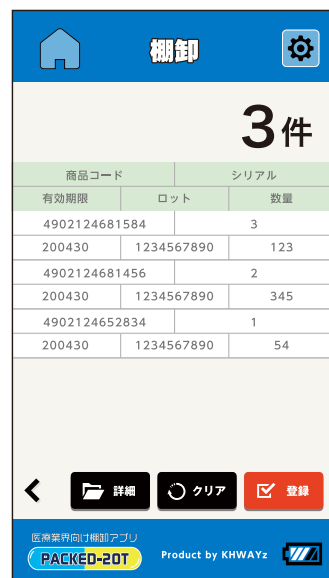 棚卸
3件
商品コード シリアル
有効期限 ロット 数量
4902124681584 3
200430 1234567890 123
4902124681456 2
200430 1234567890 345
4902124652834 1
200430 1234567890 54
詳細 クリア 登録
医療業界向け棚卸アプリ
PACKED-20T Product by KHWAYz